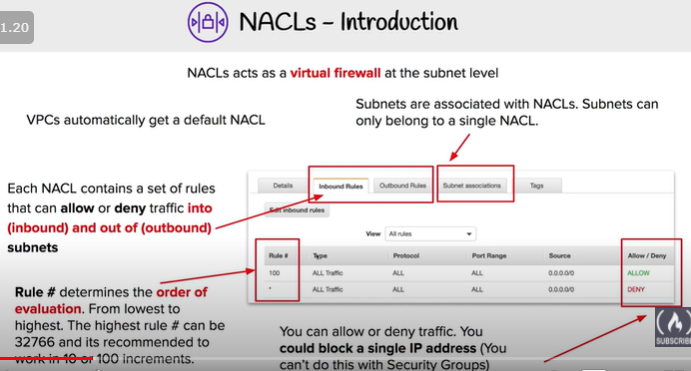 1.20
NACLs - Introduction
NACLs acts as a virtual firewall at the subnet level
VPCs automatically get a default NACL
Subnets are associated with NACLs. Subnets can
only belong to a single NACL.
Each NACL contains a set of rules
that can allow or deny traffic into
(inbound) and out of (outbound)
subnets
Details Inbound Rules Outbound Rules Subnet associations Tags
Edit inbound rules
View All rules
Rule # Type Protocol Port Range Source Allow / Deny
100 ALL Traffic ALL ALL 0.0.0.0/0 ALLOW
* ALL Traffic ALL ALL 0.0.0.0/0 DENY
Rule # determines the order of
evaluation. From lowest to
highest. The highest rule # can be
32766 and its recommended to
work in 10 or 100 increments.
You can allow or deny traffic. You
could block a single IP address (You
can't do this with Security Groups)
SUBSCRIBE